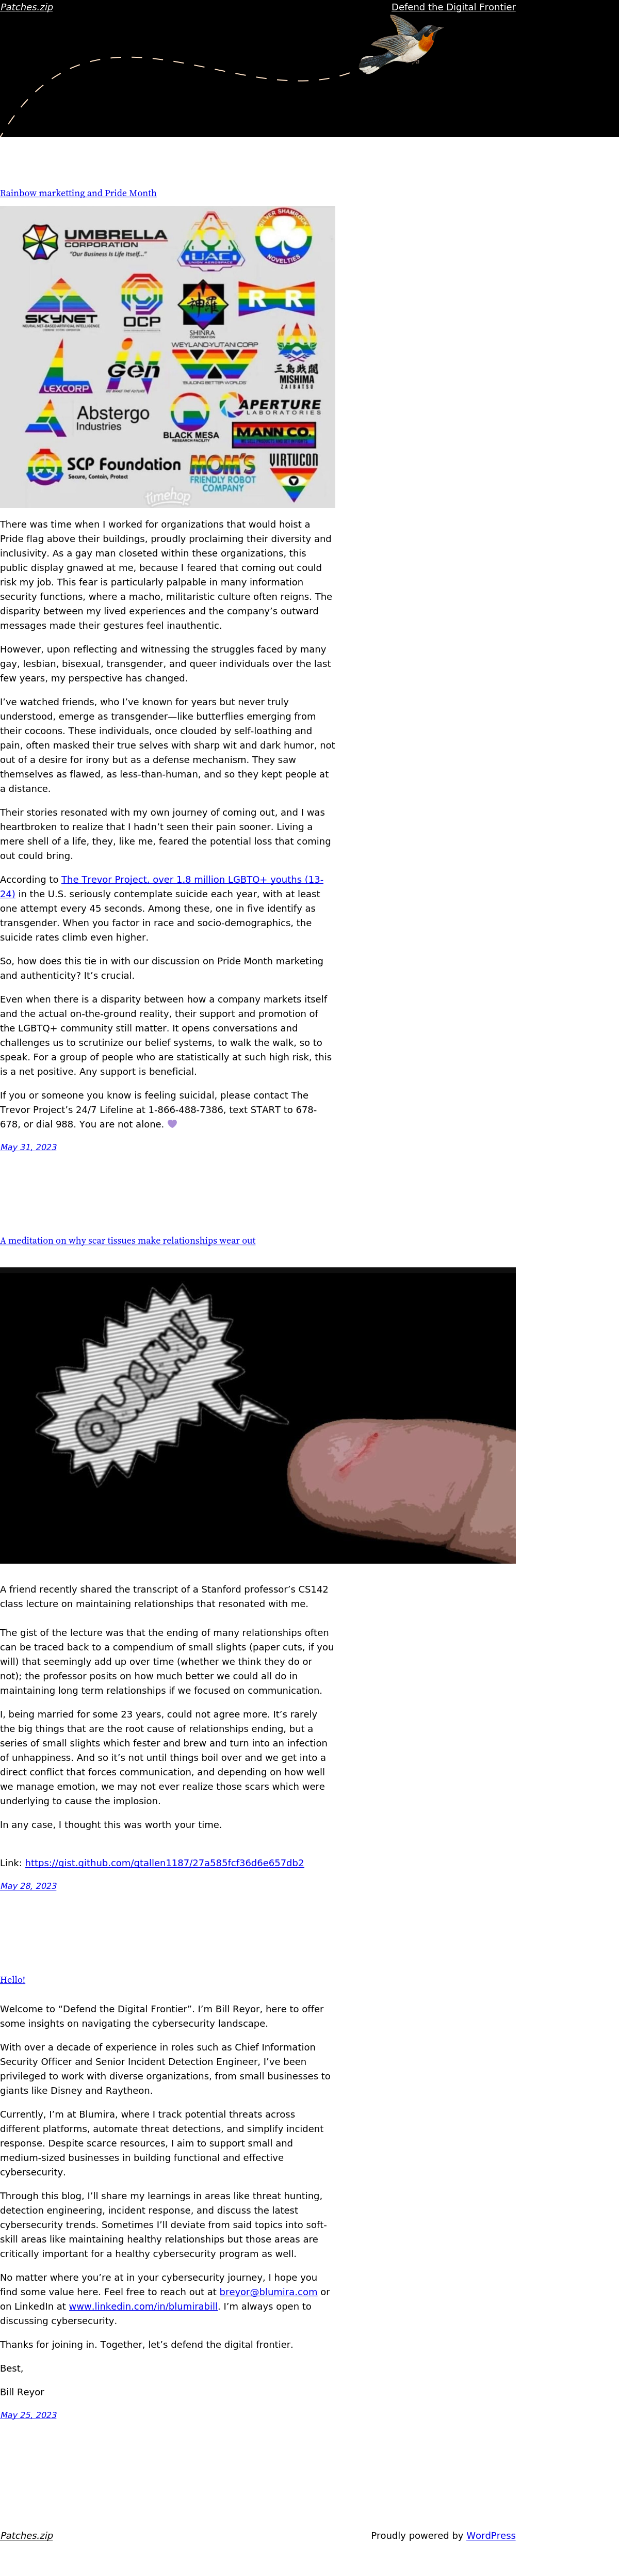 Patches.zip
Defend the Digital Frontier
Rainbow marketting and Pride Month
UMBRELLA
CORPORATION
"Our Business Is Life Itself..."
UAC
UNION AEROSPACE
SILVER SHAMROCK
NOVELTIES
SKYNET
NEURAL NET-BASED ARTIFICIAL INTELLIGENCE
OCP
神羅
SHINRA
CORPORATION
R R
LEXCORP
inGen
WEYLAND-YUTANI CORP
BUILDING BETTER WORLDS
三島財閥
MISHIMA
ZAIBATSU
Abstergo
Industries
BLACK MESA
RESEARCH FACILITY
APERTURE
LABORATORIES
MANN CO.
WE SELL PRODUCTS AND GET IN FIGHTS
SCP Foundation
Secure, Contain, Protect
MOM'S
FRIENDLY ROBOT
COMPANY
VIRTUCON
timehop
There was time when I worked for organizations that would hoist a
Pride flag above their buildings, proudly proclaiming their diversity and
inclusivity. As a gay man closeted within these organizations, this
public display gnawed at me, because I feared that coming out could
risk my job. This fear is particularly palpable in many information
security functions, where a macho, militaristic culture often reigns. The
disparity between my lived experiences and the company’s outward
messages made their gestures feel inauthentic.
However, upon reflecting and witnessing the struggles faced by many
gay, lesbian, bisexual, transgender, and queer individuals over the last
few years, my perspective has changed.
I’ve watched friends, who I’ve known for years but never truly
understood, emerge as transgender—like butterflies emerging from
their cocoons. These individuals, once clouded by self-loathing and
pain, often masked their true selves with sharp wit and dark humor, not
out of a desire for irony but as a defense mechanism. They saw
themselves as flawed, as less-than-human, and so they kept people at
a distance.
Their stories resonated with my own journey of coming out, and I was
heartbroken to realize that I hadn’t seen their pain sooner. Living a
mere shell of a life, they, like me, feared the potential loss that coming
out could bring.
According to The Trevor Project, over 1.8 million LGBTQ+ youths (13-
24) in the U.S. seriously contemplate suicide each year, with at least
one attempt every 45 seconds. Among these, one in five identify as
transgender. When you factor in race and socio-demographics, the
suicide rates climb even higher.
So, how does this tie in with our discussion on Pride Month marketing
and authenticity? It’s crucial.
Even when there is a disparity between how a company markets itself
and the actual on-the-ground reality, their support and promotion of
the LGBTQ+ community still matter. It opens conversations and
challenges us to scrutinize our belief systems, to walk the walk, so to
speak. For a group of people who are statistically at such high risk, this
is a net positive. Any support is beneficial.
If you or someone you know is feeling suicidal, please contact The
Trevor Project’s 24/7 Lifeline at 1-866-488-7386, text START to 678-
678, or dial 988. You are not alone. 💜
May 31, 2023
A meditation on why scar tissues make relationships wear out
OUCH!
A friend recently shared the transcript of a Stanford professor’s CS142
class lecture on maintaining relationships that resonated with me.
The gist of the lecture was that the ending of many relationships often
can be traced back to a compendium of small slights (paper cuts, if you
will) that seemingly add up over time (whether we think they do or
not); the professor posits on how much better we could all do in
maintaining long term relationships if we focused on communication.
I, being married for some 23 years, could not agree more. It’s rarely
the big things that are the root cause of relationships ending, but a
series of small slights which fester and brew and turn into an infection
of unhappiness. And so it’s not until things boil over and we get into a
direct conflict that forces communication, and depending on how well
we manage emotion, we may not ever realize those scars which were
underlying to cause the implosion.
In any case, I thought this was worth your time.
Link: https://gist.github.com/gtallen1187/27a585fcf36d6e657db2
May 28, 2023
Hello!
Welcome to “Defend the Digital Frontier”. I’m Bill Reyor, here to offer
some insights on navigating the cybersecurity landscape.
With over a decade of experience in roles such as Chief Information
Security Officer and Senior Incident Detection Engineer, I’ve been
privileged to work with diverse organizations, from small businesses to
giants like Disney and Raytheon.
Currently, I’m at Blumira, where I track potential threats across
different platforms, automate threat detections, and simplify incident
response. Despite scarce resources, I aim to support small and
medium-sized businesses in building functional and effective
cybersecurity.
Through this blog, I’ll share my learnings in areas like threat hunting,
detection engineering, incident response, and discuss the latest
cybersecurity trends. Sometimes I’ll deviate from said topics into soft-
skill areas like maintaining healthy relationships but those areas are
critically important for a healthy cybersecurity program as well.
No matter where you’re at in your cybersecurity journey, I hope you
find some value here. Feel free to reach out at breyor@blumira.com or
on LinkedIn at www.linkedin.com/in/blumirabill. I’m always open to
discussing cybersecurity.
Thanks for joining in. Together, let’s defend the digital frontier.
Best,
Bill Reyor
May 25, 2023
Patches.zip
Proudly powered by WordPress